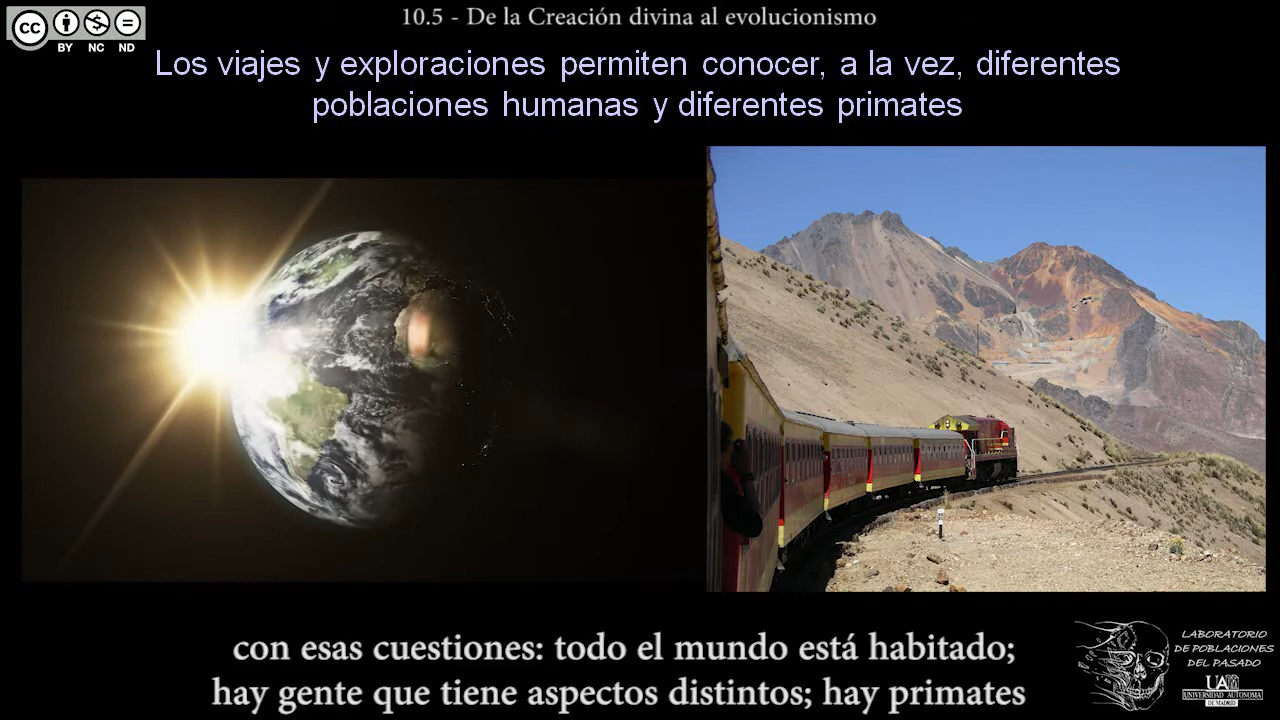 10.5 - De la Creación divina al evolucionismo
cc
BY NC ND
Los viajes y exploraciones permiten conocer, a la vez, diferentes
poblaciones humanas y diferentes primates
con esas cuestiones: todo el mundo está habitado;
hay gente que tiene aspectos distintos; hay primates
LABORATORIO
DE POBLACIONES
DEL PASADO
UAM
UNIVERSIDAD AUTONOMA
DE MADRID